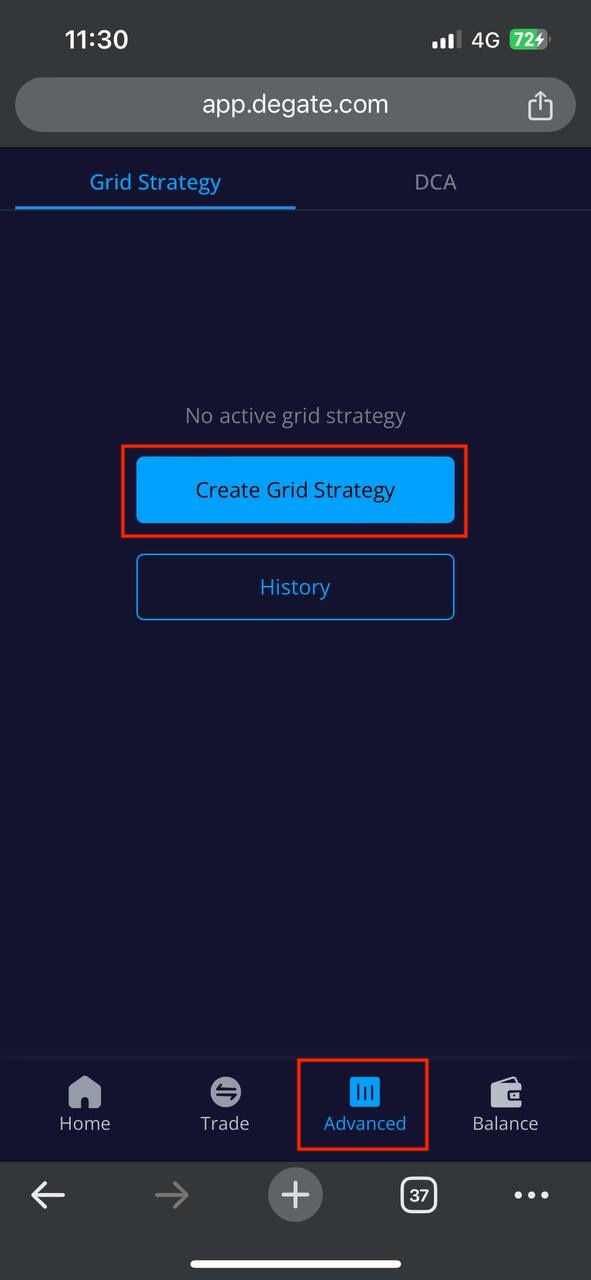 11:30
4G
72
app.degate.com
Grid Strategy
DCA
No active grid strategy
Create Grid Strategy
History
Home
Trade
Advanced
Balance
37